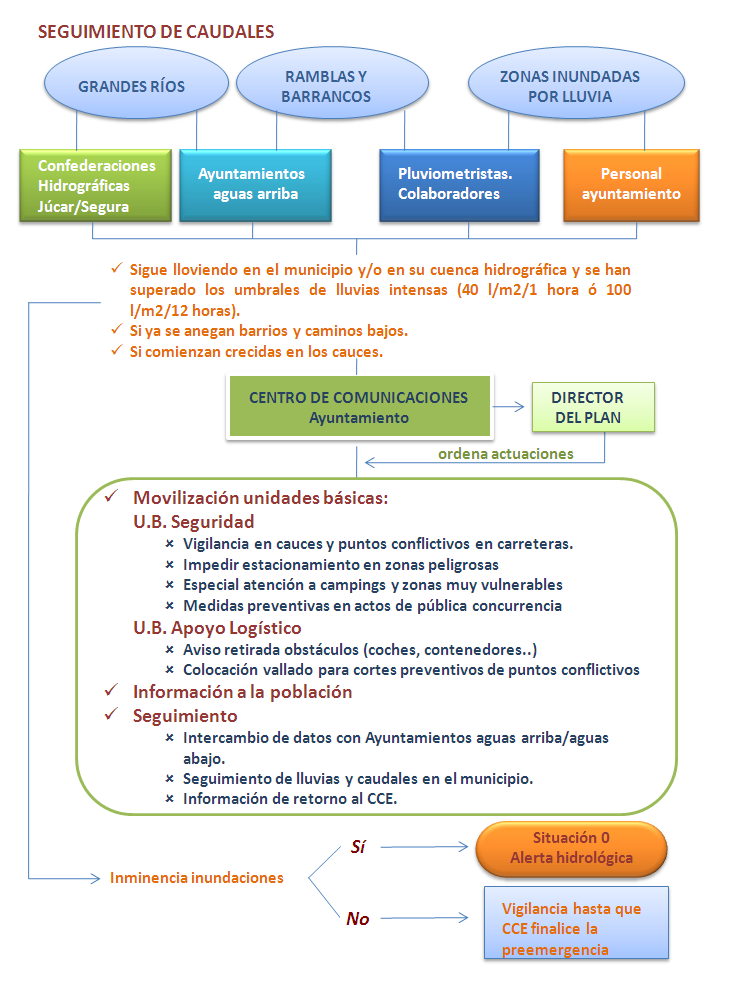 SEGUIMIENTO DE CAUDALES
GRANDES RÍOS
RAMBLAS Y
BARRANCOS
ZONAS INUNDADAS
POR LLUVIA
Confederaciones
Hidrográficas
Júcar/Segura
Ayuntamientos
aguas arriba
Pluviometristas.
Colaboradores
Personal
ayuntamiento
✓ Sigue lloviendo en el municipio y/o en su cuenca hidrográfica y se han
superado los umbrales de lluvias intensas (40 l/m2/1 hora ó 100
l/m2/12 horas).
✓ Si ya se anegan barrios y caminos bajos.
✓ Si comienzan crecidas en los cauces.
CENTRO DE COMUNICACIONES
Ayuntamiento
DIRECTOR
DEL PLAN
ordena actuaciones
✓ Movilización unidades básicas:
U.B. Seguridad
× Vigilancia en cauces y puntos conflictivos en carreteras.
× Impedir estacionamiento en zonas peligrosas
× Especial atención a campings y zonas muy vulnerables
× Medidas preventivas en actos de pública concurrencia
U.B. Apoyo Logístico
× Aviso retirada obstáculos (coches, contenedores..)
× Colocación vallado para cortes preventivos de puntos conflictivos
✓ Información a la población
✓ Seguimiento
× Intercambio de datos con Ayuntamientos aguas arriba/aguas
abajo.
× Seguimiento de lluvias y caudales en el municipio.
× Información de retorno al CCE.
Inminencia inundaciones
Sí
Situación 0
Alerta hidrológica
No
Vigilancia hasta que
CCE finalice la
preemergencia